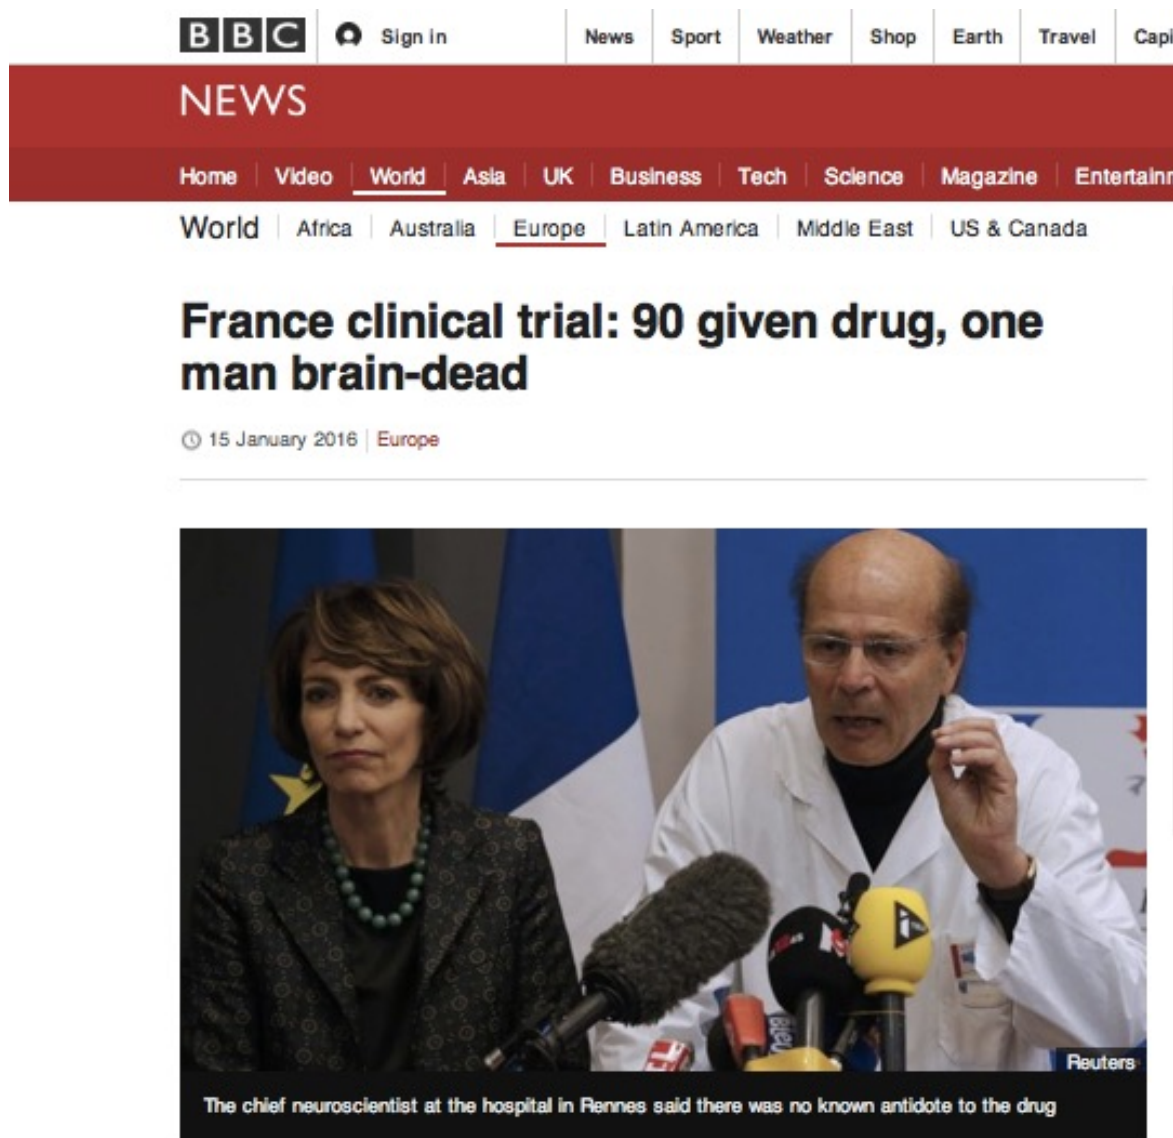 BBC Sign in News Sport Weather Shop Earth Travel Capi
NEWS
Home Video World Asia UK Business Tech Science Magazine Entertainm
World Africa Australia Europe Latin America Middle East US & Canada
France clinical trial: 90 given drug, one
man brain-dead
15 January 2016 Europe
Reuters
The chief neuroscientist at the hospital in Rennes said there was no known antidote to the drug